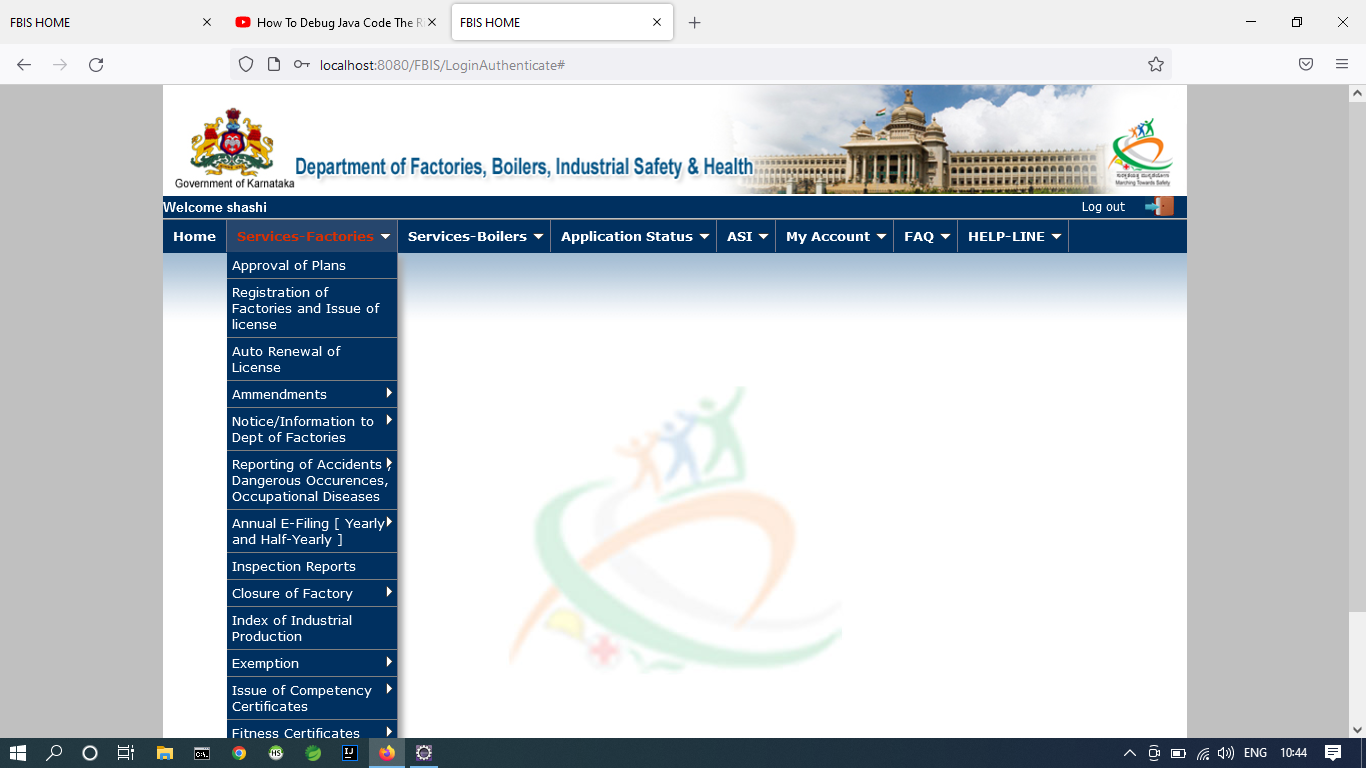 FBIS HOME
How To Debug Java Code The Ri
FBIS HOME
localhost:8080/FBIS/LoginAuthenticate#
Government of Karnataka
Department of Factories, Boilers, Industrial Safety & Health
Marching Towards Safety
Welcome shashi
Log out
Home
Services-Factories
Services-Boilers
Application Status
ASI
My Account
FAQ
HELP-LINE
Approval of Plans
Registration of
Factories and Issue of
license
Auto Renewal of
License
Ammendments
Notice/Information to
Dept of Factories
Reporting of Accidents ,
Dangerous Occurences,
Occupational Diseases
Annual E-Filing [ Yearly
and Half-Yearly ]
Inspection Reports
Closure of Factory
Index of Industrial
Production
Exemption
Issue of Competency
Certificates
Fitness Certificates
HS
IJ
ENG
10:44